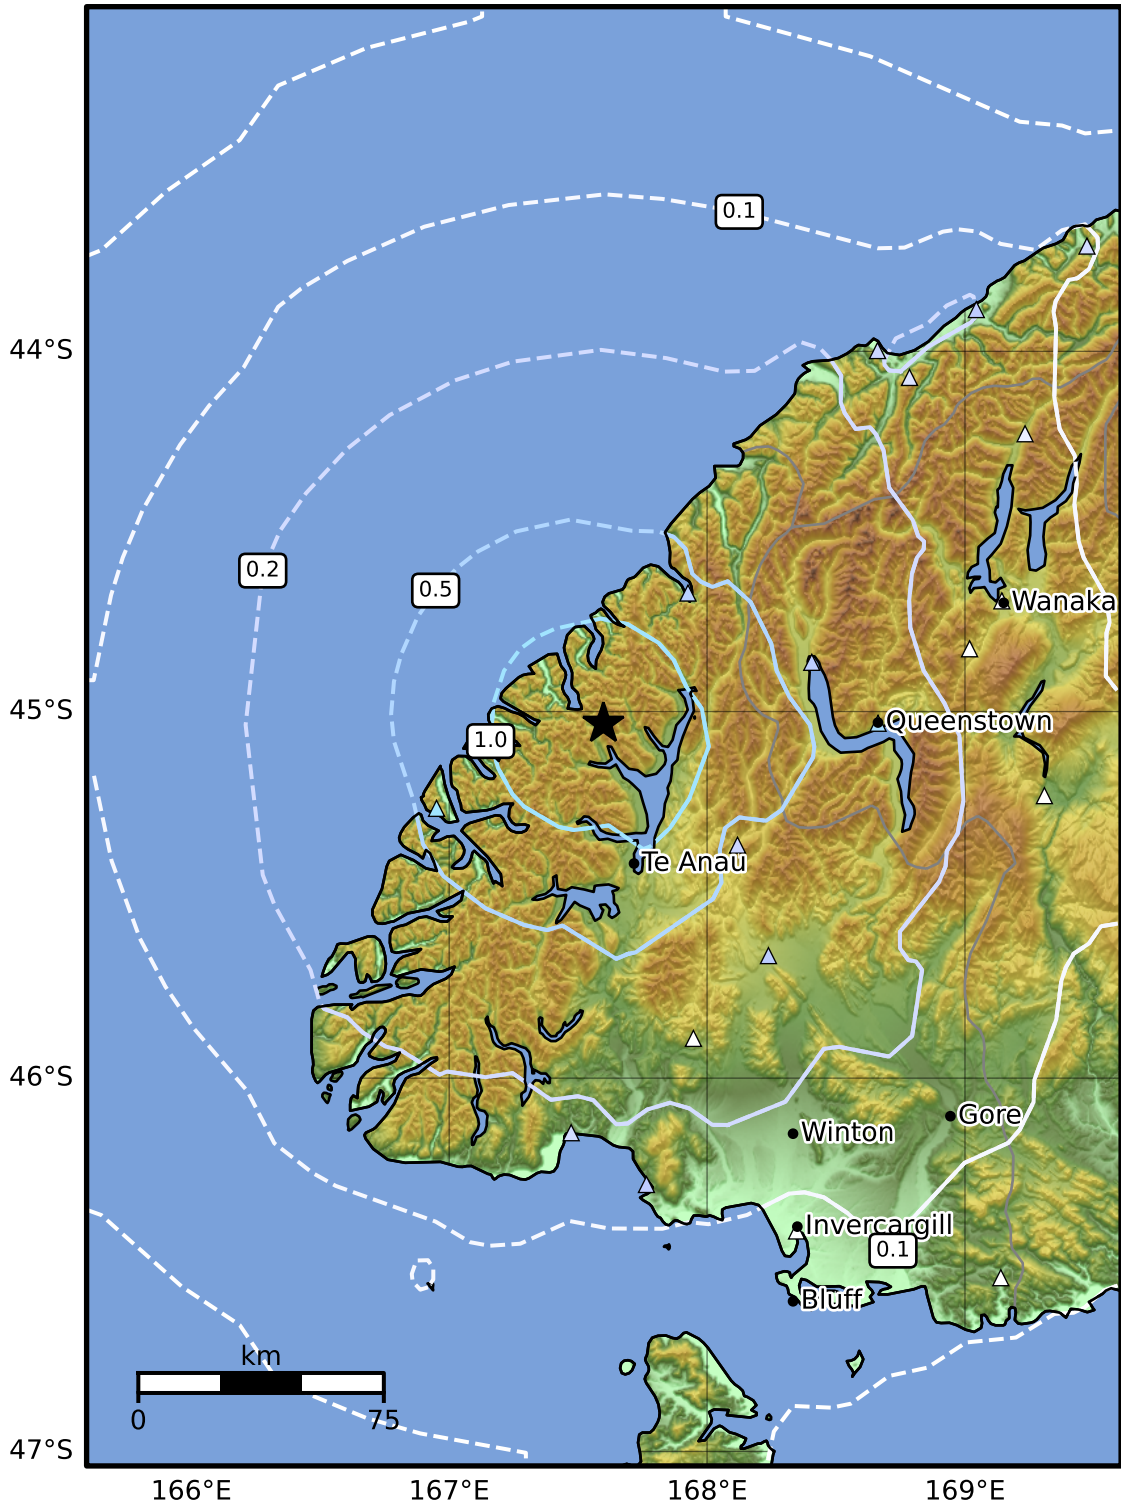 0.1
44°S
0.2
0.5
Wanaka
45°S
Queenstown
1.0
Te Anau
46°S
Gore
Winton
Invercargill
0.1
Bluff
km
0
75
47°S
166°E
167°E
168°E
169°E